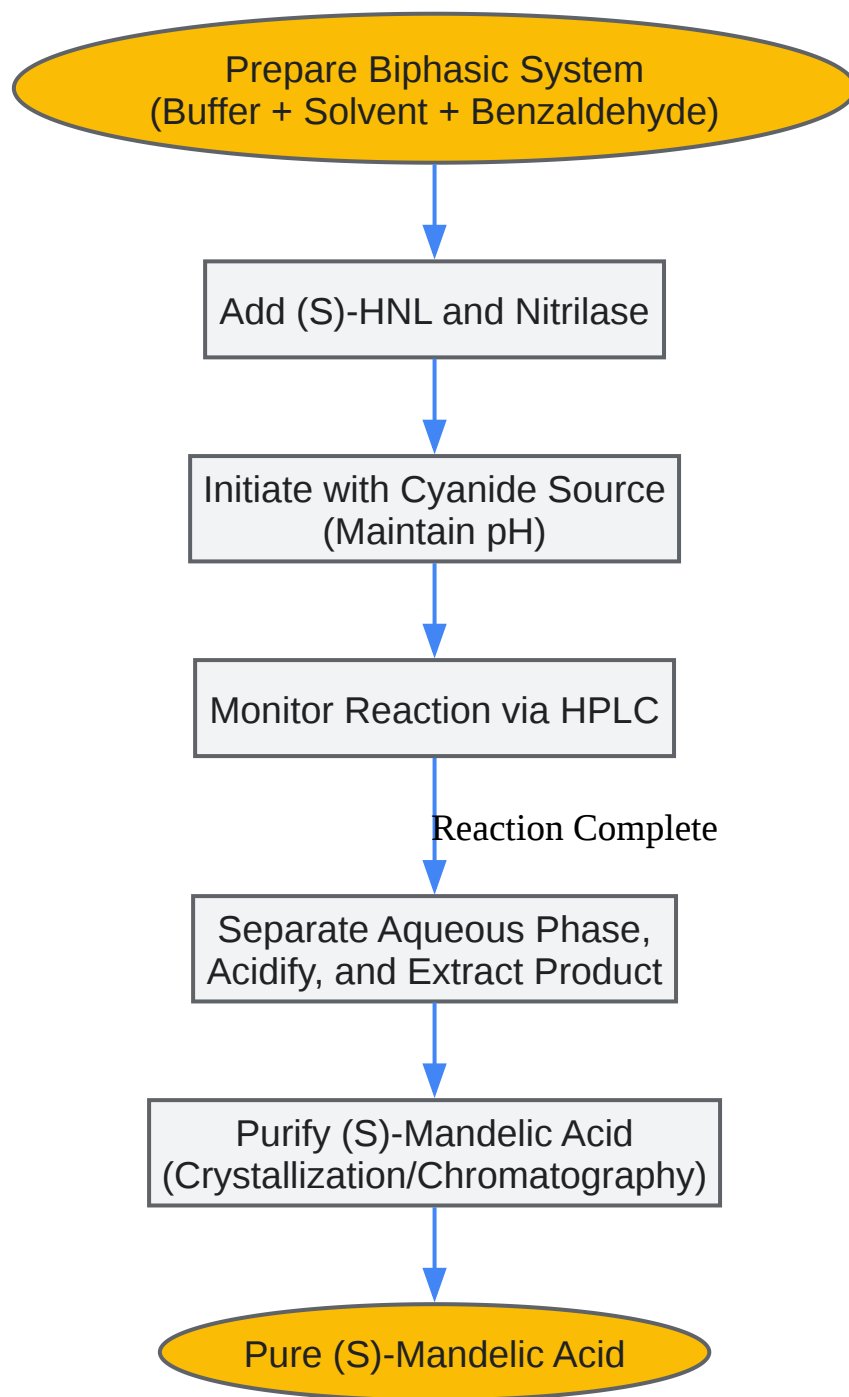 Prepare Biphasic System
(Buffer + Solvent + Benzaldehyde)
Add (S)-HNL and Nitrilase
Initiate with Cyanide Source
(Maintain pH)
Monitor Reaction via HPLC
Reaction Complete
Separate Aqueous Phase,
Acidify, and Extract Product
Purify (S)-Mandelic Acid
(Crystallization/Chromatography)
Pure (S)-Mandelic Acid